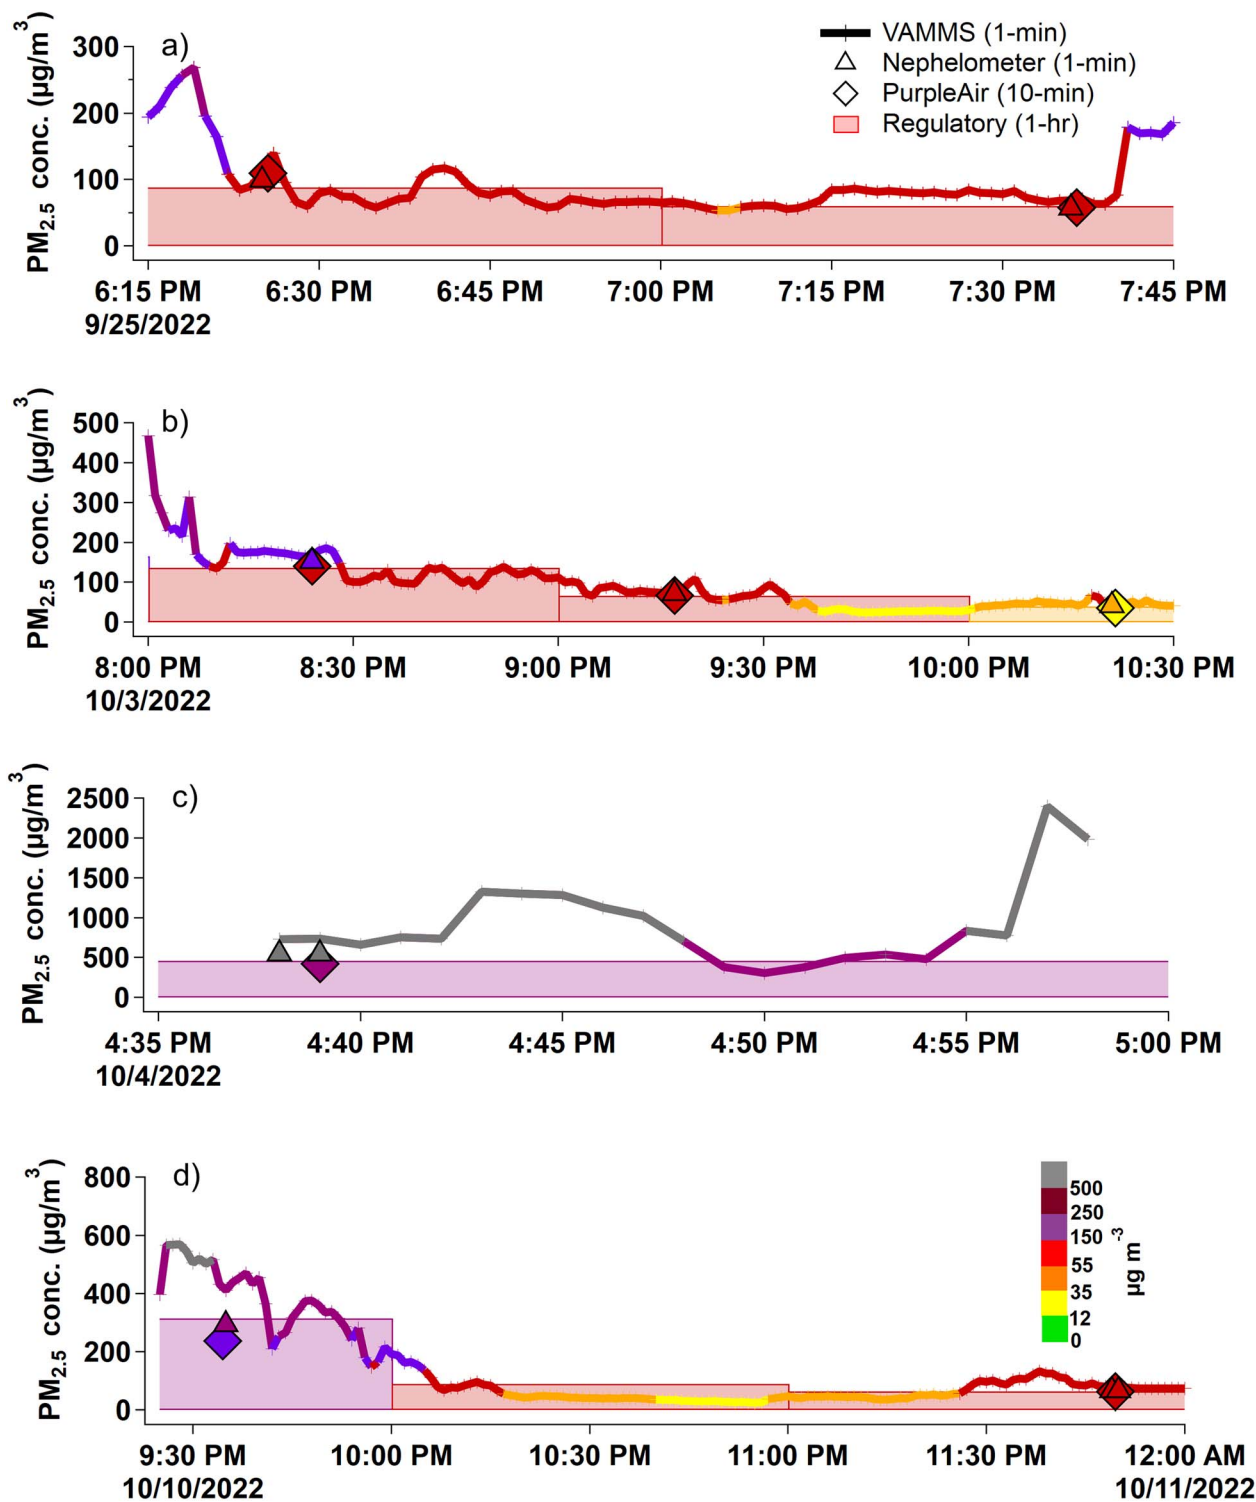 a)
PM2.5 conc. (µg/m3)
300
200
100
0
VAMMS (1-min)
Nephelometer (1-min)
PurpleAir (10-min)
Regulatory (1-hr)
6:15 PM 6:30 PM 6:45 PM 7:00 PM 7:15 PM 7:30 PM 7:45 PM
9/25/2022
b)
PM2.5 conc. (µg/m3)
500
400
300
200
100
0
8:00 PM 8:30 PM 9:00 PM 9:30 PM 10:00 PM 10:30 PM
10/3/2022
c)
PM2.5 conc. (µg/m3)
2500
2000
1500
1000
500
0
4:35 PM 4:40 PM 4:45 PM 4:50 PM 4:55 PM 5:00 PM
10/4/2022
d)
PM2.5 conc. (µg/m3)
800
600
400
200
0
500
250
150
55
35
12
0
µg m-3
9:30 PM 10:00 PM 10:30 PM 11:00 PM 11:30 PM 12:00 AM
10/10/2022 10/11/2022